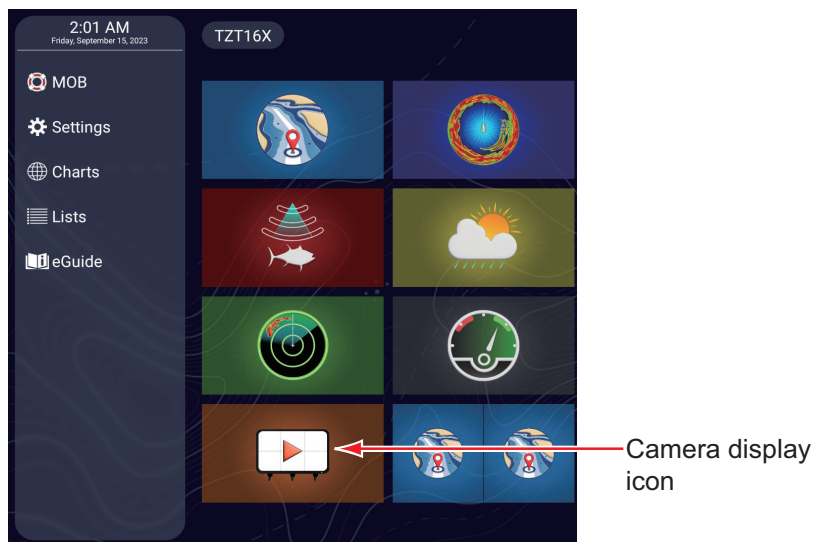 2:01 AM
Friday, September 15, 2023
TZT16X
MOB
Settings
Charts
Lists
eGuide
Camera display
icon